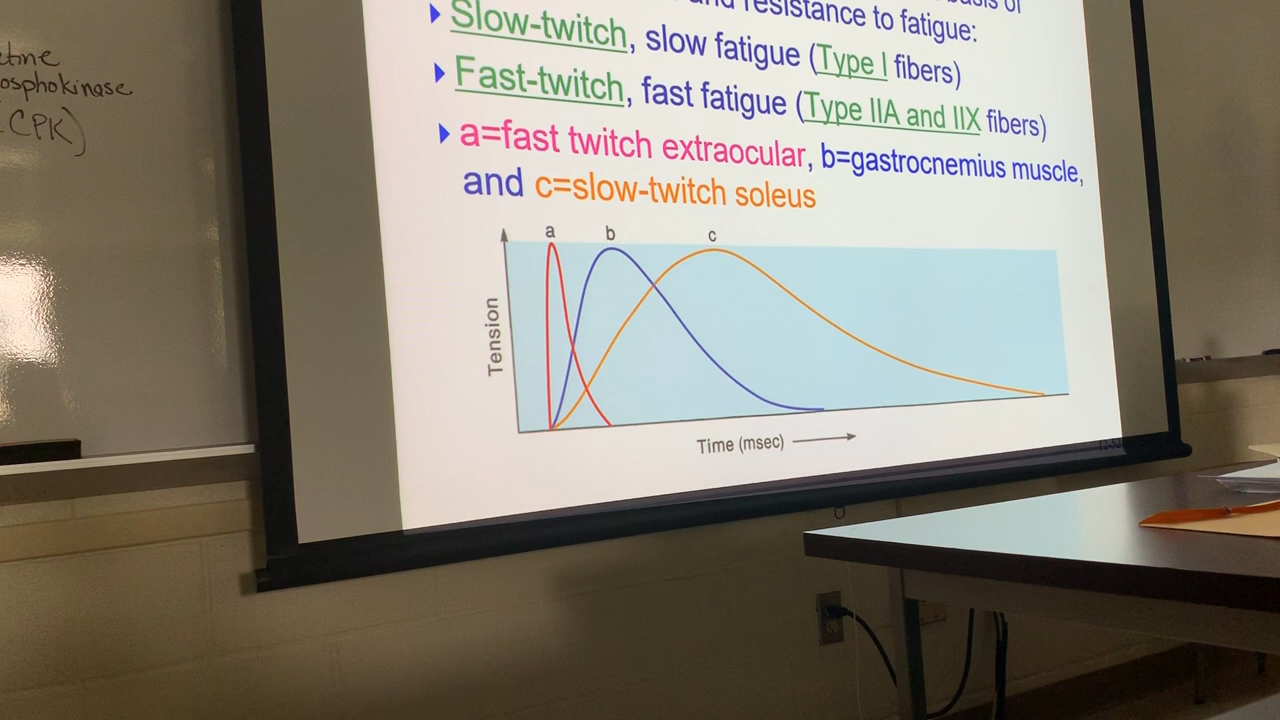 phosphokinase
(CPK)
and resistance to fatigue:
Slow-twitch, slow fatigue (Type I fibers)
Fast-twitch, fast fatigue (Type IIA and IIX fibers)
a=fast twitch extraocular, b=gastrocnemius muscle,
and c=slow-twitch soleus
a b c
Tension
Time (msec)